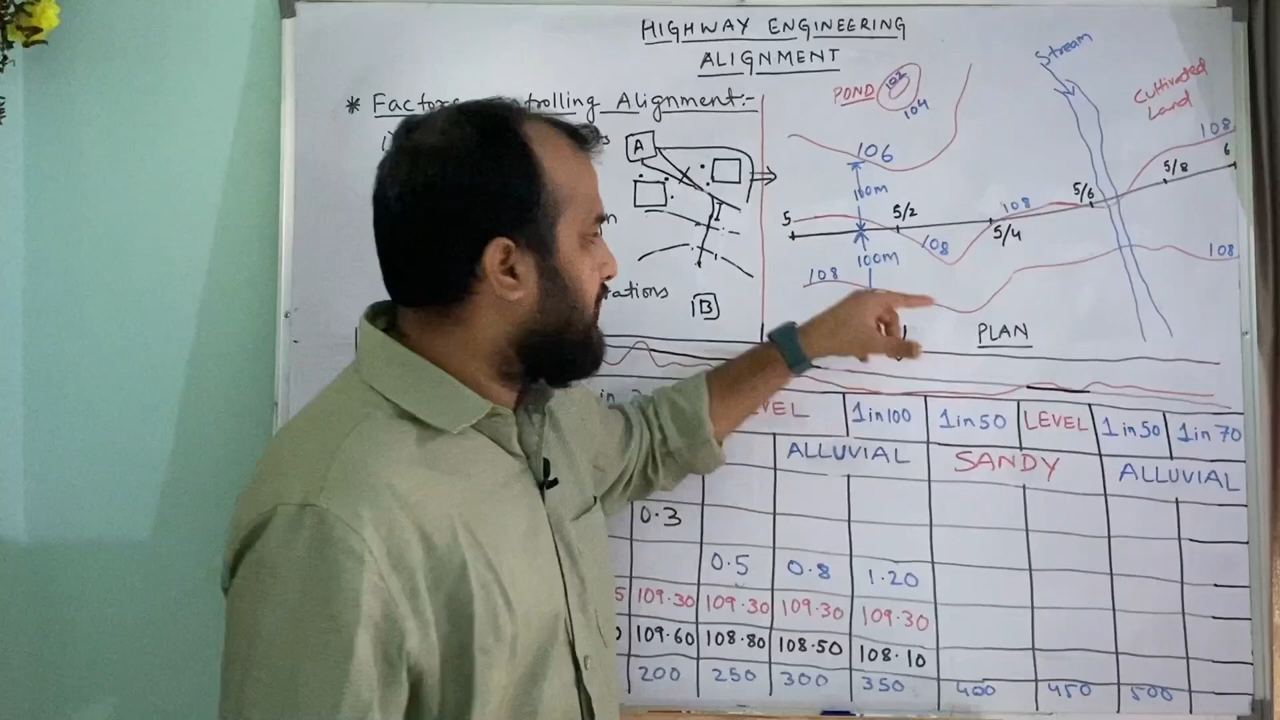 HIGHWAY ENGINEERING
ALIGNMENT
* Factors Alignment:-
A
B
POND
102
104
106
Stream
Cultivated
Land
108
5 5/2 5/4 5/6 5/8 6
100m
100m
108
108
108
108
PLAN
LEVEL 1 in 100 1 in 50 LEVEL 1 in 50 1 in 70
ALLUVIAL SANDY ALLUVIAL
0.3
0.5 0.8 1.20
109.30 109.30 109.30 109.30
109.60 108.80 108.50 108.10
200 250 300 350 400 450 500